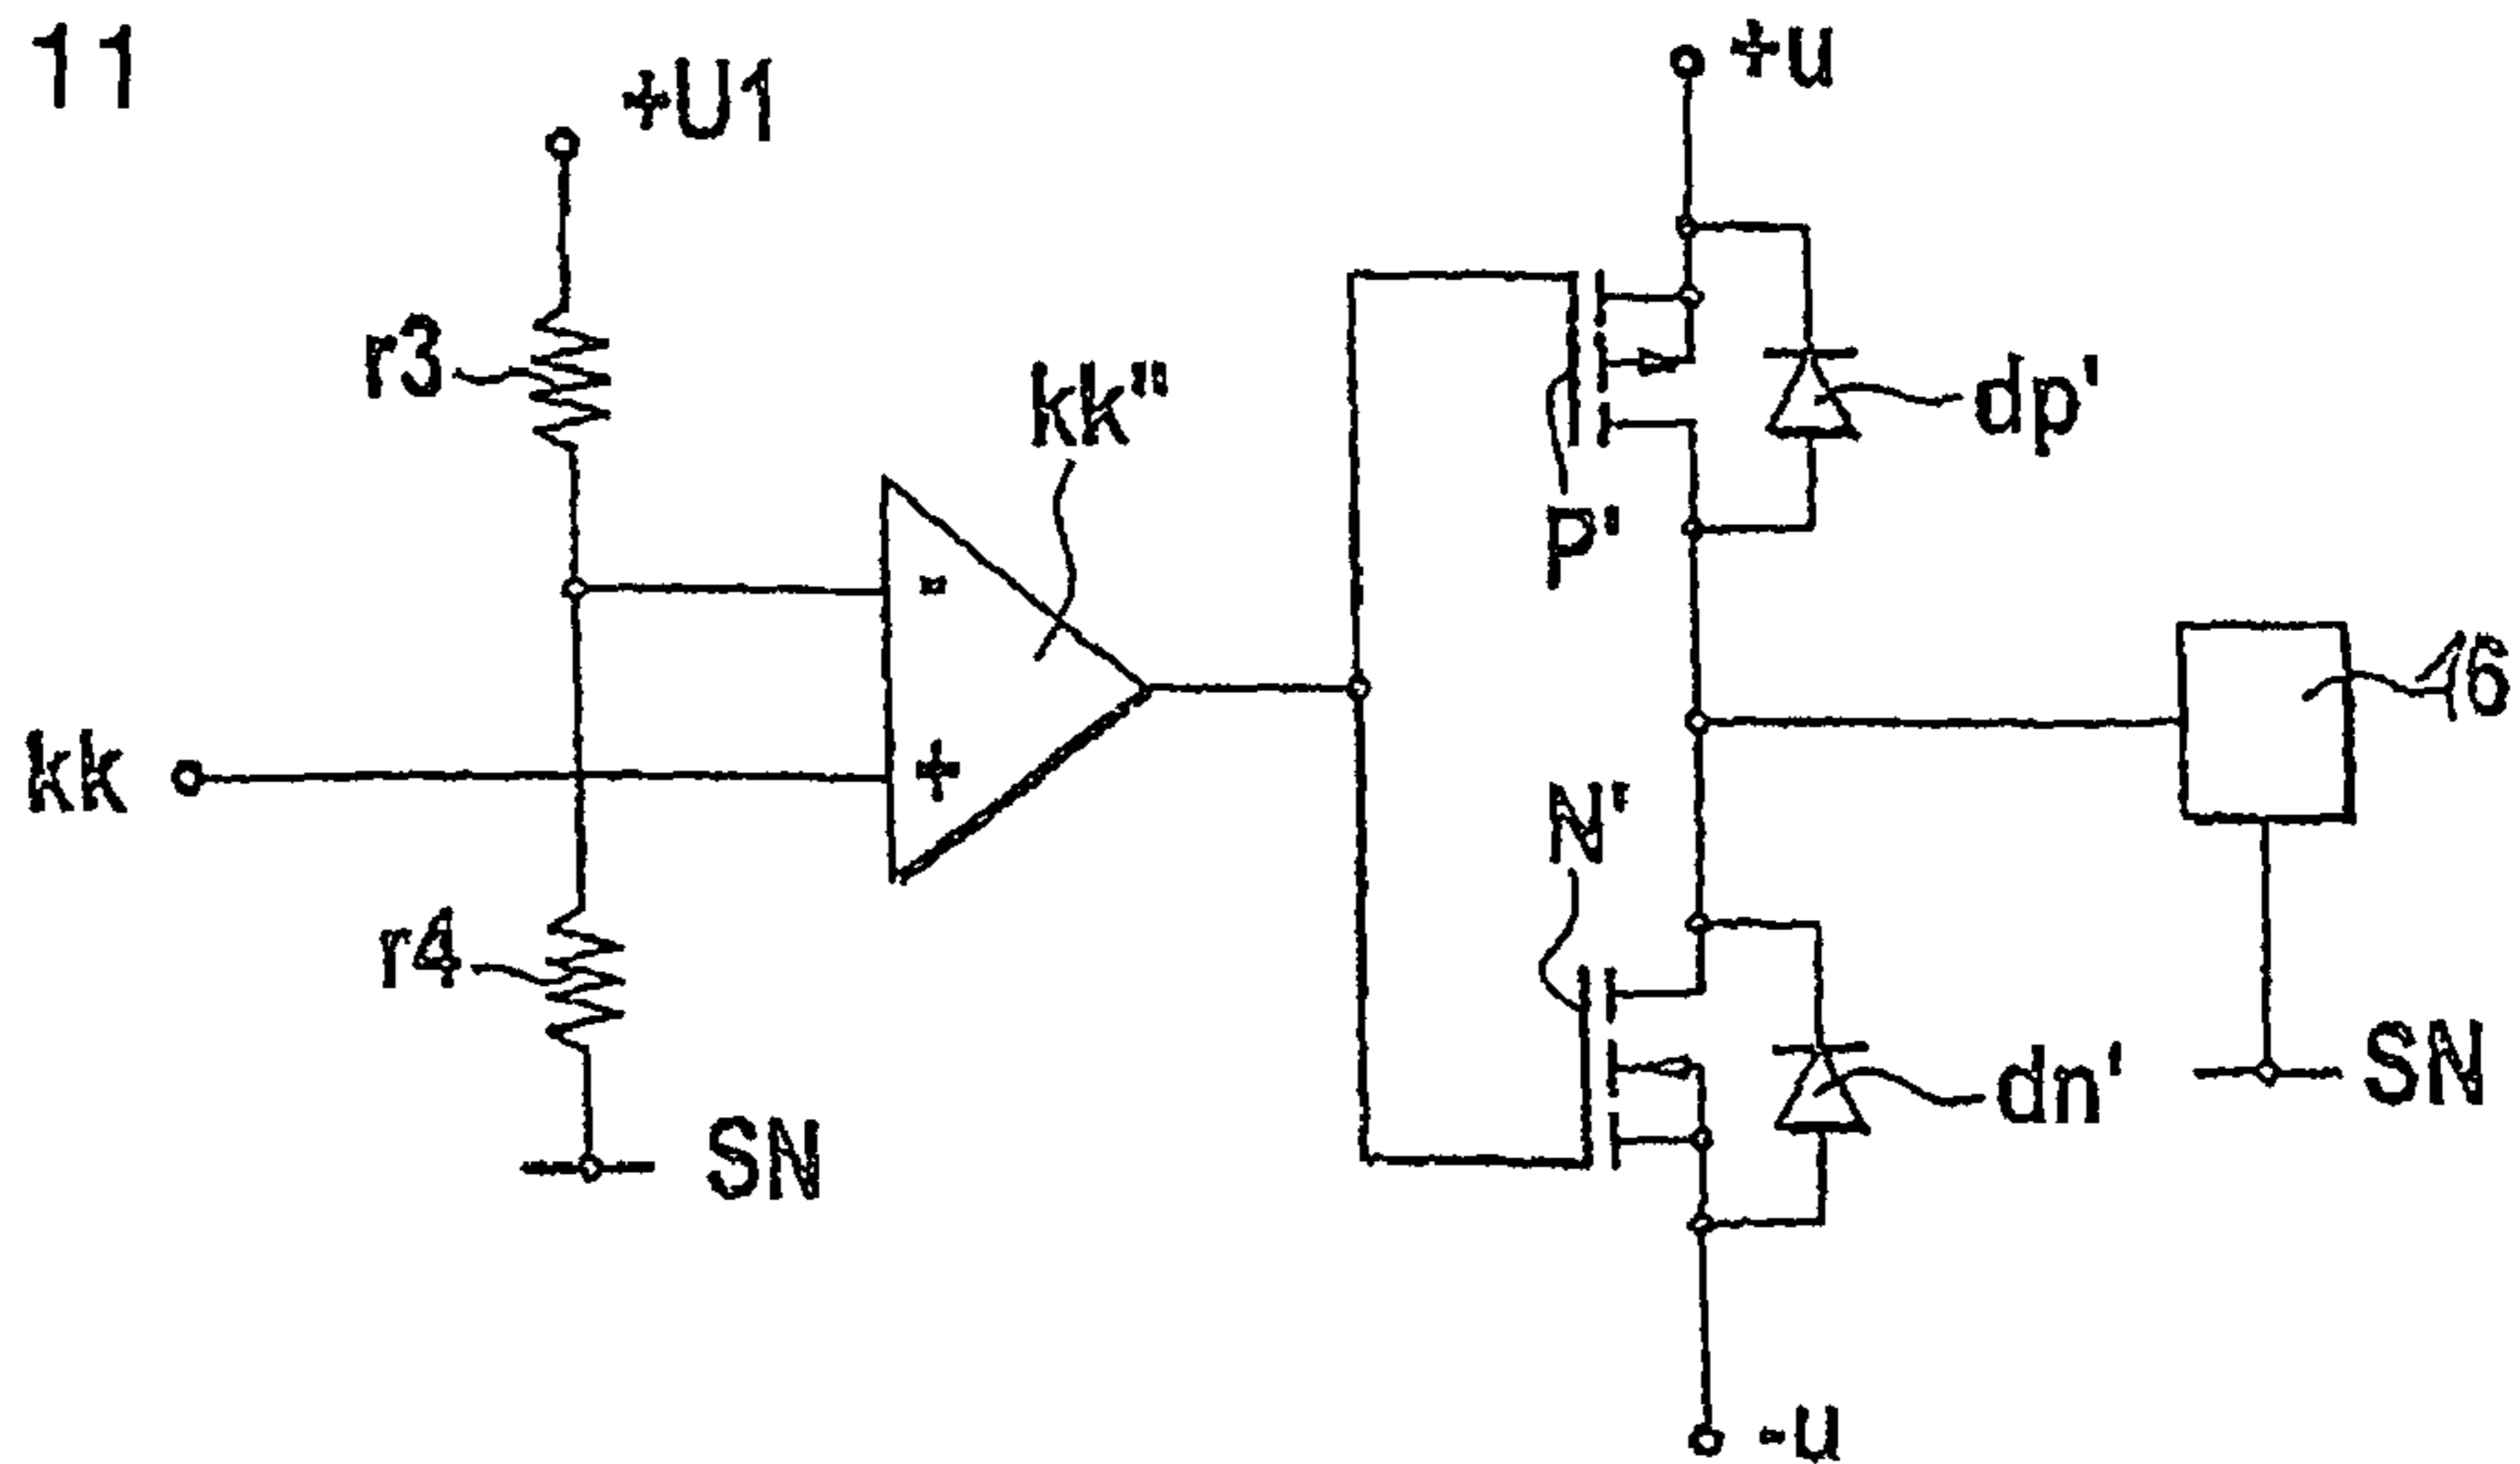 11
+U1
+u
r3
kk"
dp'
P'
-
16
kk
+
N'
r4
SN
dn'
SN
-u